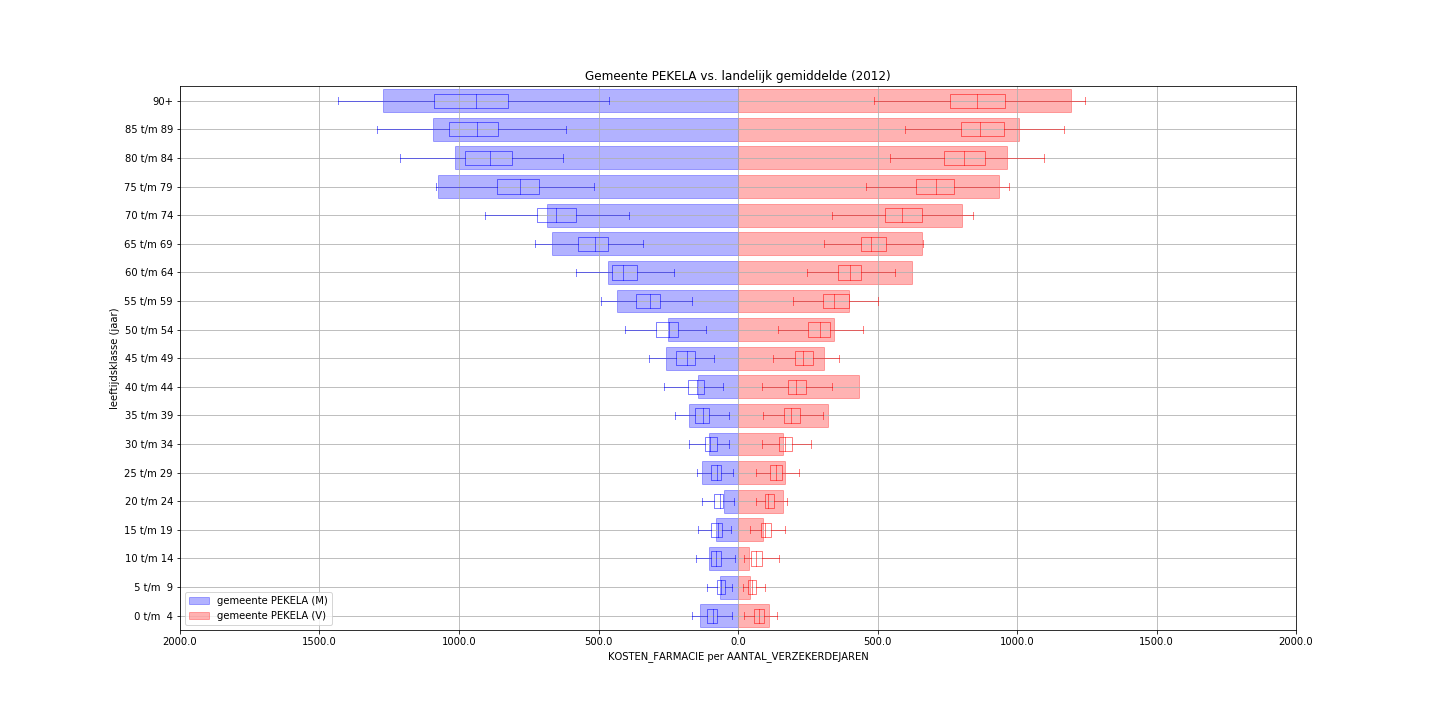 Gemeente PEKELA vs. landelijk gemiddelde (2012)
leeftijdsklasse (jaar)
90+
85 t/m 89
80 t/m 84
75 t/m 79
70 t/m 74
65 t/m 69
60 t/m 64
55 t/m 59
50 t/m 54
45 t/m 49
40 t/m 44
35 t/m 39
30 t/m 34
25 t/m 29
20 t/m 24
15 t/m 19
10 t/m 14
5 t/m 9
0 t/m 4
gemeente PEKELA (M)
gemeente PEKELA (V)
2000.0 1500.0 1000.0 500.0 0.0 500.0 1000.0 1500.0 2000.0
KOSTEN_FARMACIE per AANTAL_VERZEKERDEJAREN